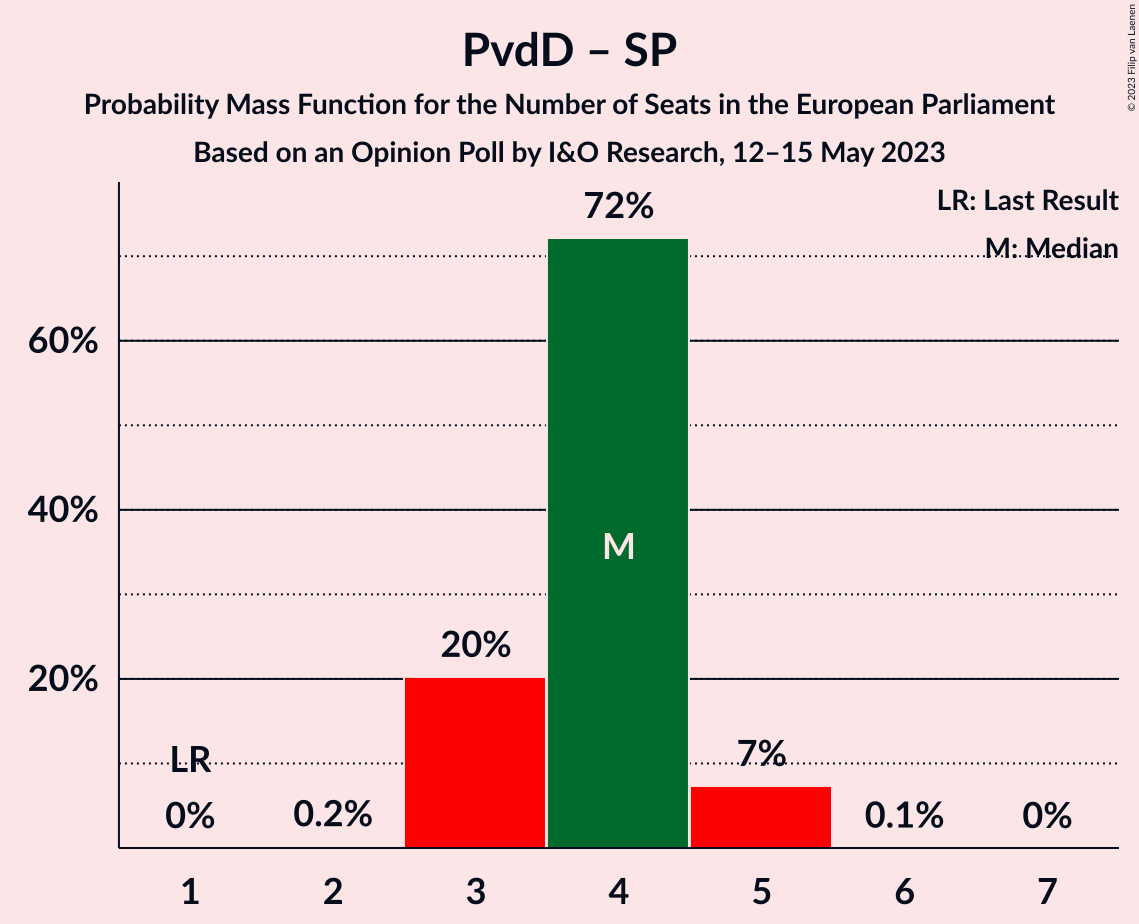 PvdD – SP
Probability Mass Function for the Number of Seats in the European Parliament
Based on an Opinion Poll by I&O Research, 12–15 May 2023
© 2023 Filip van Laenen
LR: Last Result
M: Median
72%
60%
40%
M
20%
20%
7%
LR
0%
0.2%
0.1%
0%
1
2
3
4
5
6
7